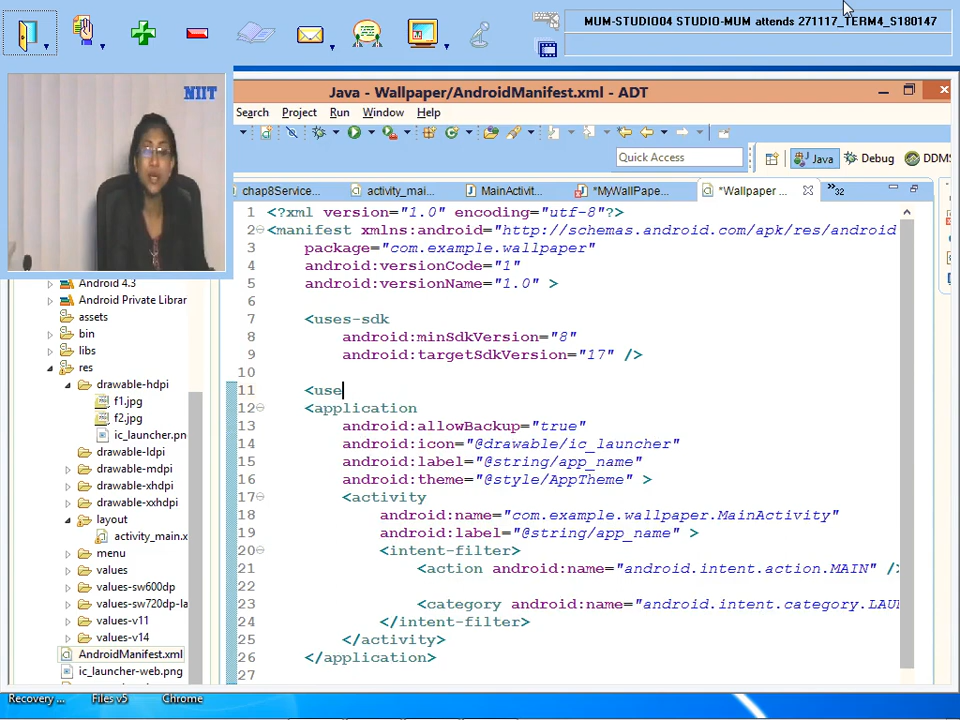 MUM-STUDIO04 STUDIO-MUM attends 271117_TERM4_S180147
NIIT
Java - Wallpaper/AndroidManifest.xml - ADT
Search Project Run Window Help
Quick Access
Java
Debug
DDMS
chap8Service...
activity_mai...
MainActivit...
*MyWallPape...
*Wallpaper ...
32
1 <?xml version="1.0" encoding="utf-8"?>
2 <manifest xmlns:android="http://schemas.android.com/apk/res/android
3 package="com.example.wallpaper"
4 android:versionCode="1"
5 android:versionName="1.0" >
6
7 <uses-sdk
8 android:minSdkVersion="8"
9 android:targetSdkVersion="17" />
10
11 <use
12 <application
13 android:allowBackup="true"
14 android:icon="@drawable/ic_launcher"
15 android:label="@string/app_name"
16 android:theme="@style/AppTheme" >
17 <activity
18 android:name="com.example.wallpaper.MainActivity"
19 android:label="@string/app_name" >
20 <intent-filter>
21 <action android:name="android.intent.action.MAIN" />
22
23 <category android:name="android.intent.category.LAU
24 </intent-filter>
25 </activity>
26 </application>
27
Android 4.3
Android Private Librar
assets
bin
libs
res
drawable-hdpi
f1.jpg
f2.jpg
ic_launcher.pn
drawable-ldpi
drawable-mdpi
drawable-xhdpi
drawable-xxhdpi
layout
activity_main.x
menu
values
values-sw600dp
values-sw720dp-la
values-v11
values-v14
AndroidManifest.xml
ic_launcher-web.png
Recovery ...
Files v5
Chrome